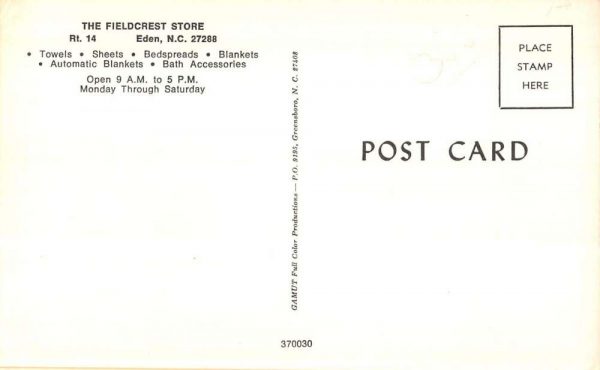 THE FIELDCREST STORE
Rt. 14 Eden, N.C. 27288
• Towels • Sheets • Bedspreads • Blankets
• Automatic Blankets • Bath Accessories
Open 9 A.M. to 5 P.M.
Monday Through Saturday
GAMUT Full Color Productions — P.O. 2195, Greensboro, N. C. 27408
PLACE
STAMP
HERE
POST CARD
370030